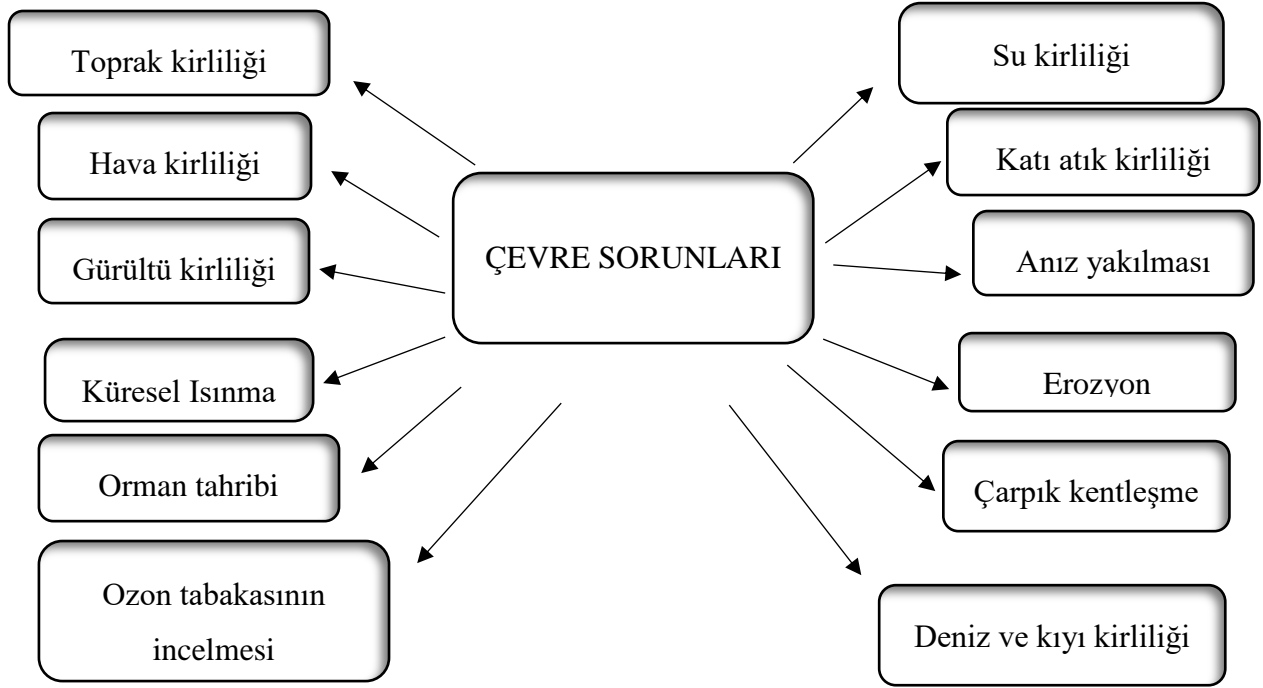 Toprak kirliliği
Hava kirliliği
Gürültü kirliliği
Küresel Isınma
Orman tahribi
Ozon tabakasının
incelmesi
ÇEVRE SORUNLARI
Su kirliliği
Katı atık kirliliği
Anız yakılması
Erozyon
Çarpık kentleşme
Deniz ve kıyı kirliliği